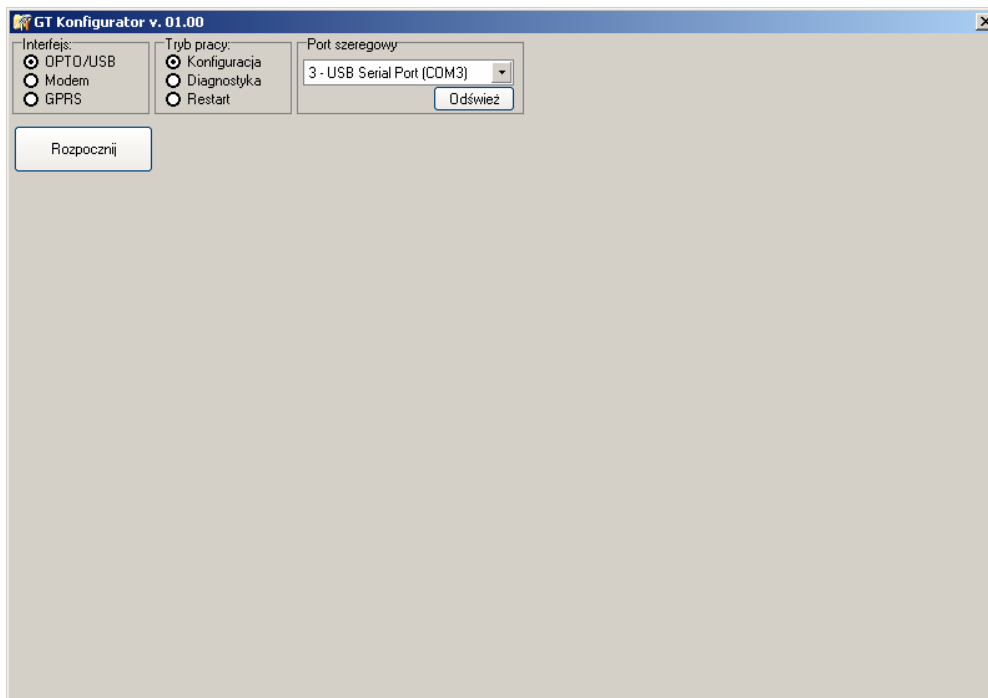 GT Konfigurator v. 01.00
Interfejs:
OPTO/USB
Modem
GPRS
Tryb pracy:
Konfiguracja
Diagnostyka
Restart
Port szeregowy
3 - USB Serial Port (COM3)
Odśwież
Rozpocznij